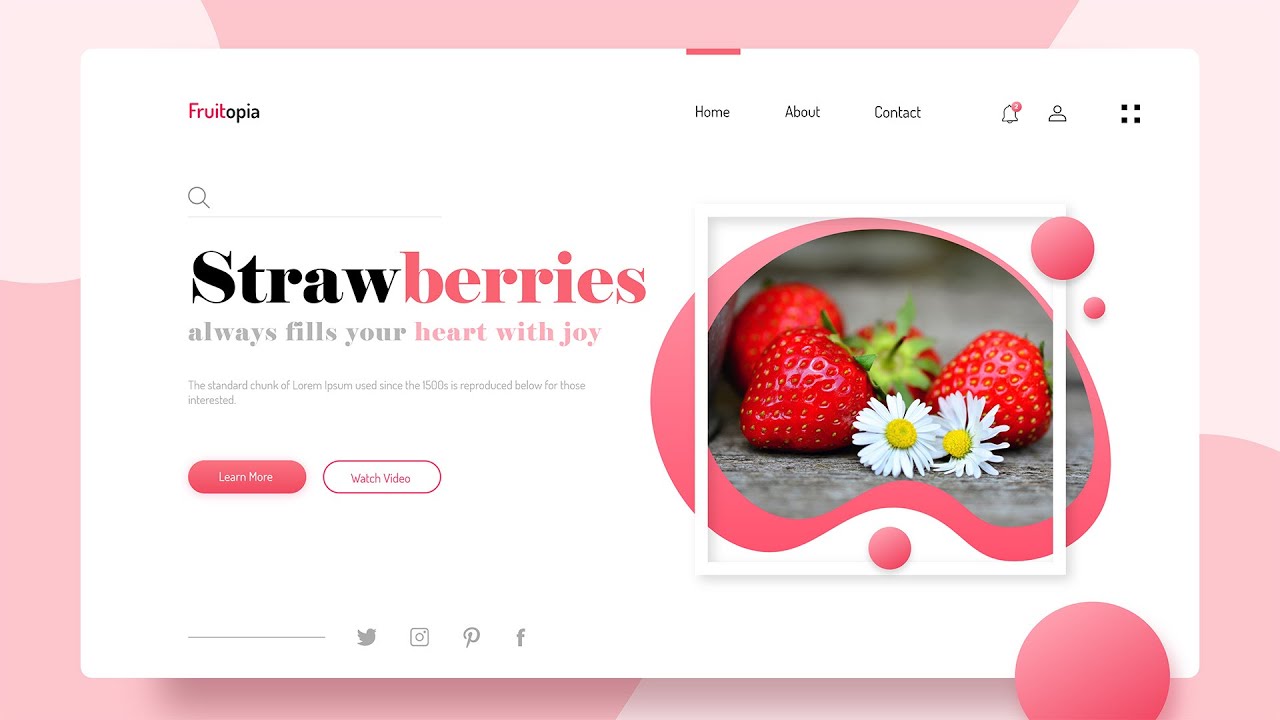 Fruitopia
Home About Contact
2
Strawberries
always fills your heart with joy
The standard chunk of Lorem Ipsum used since the 1500s is reproduced below for those
interested.
Learn More Watch Video